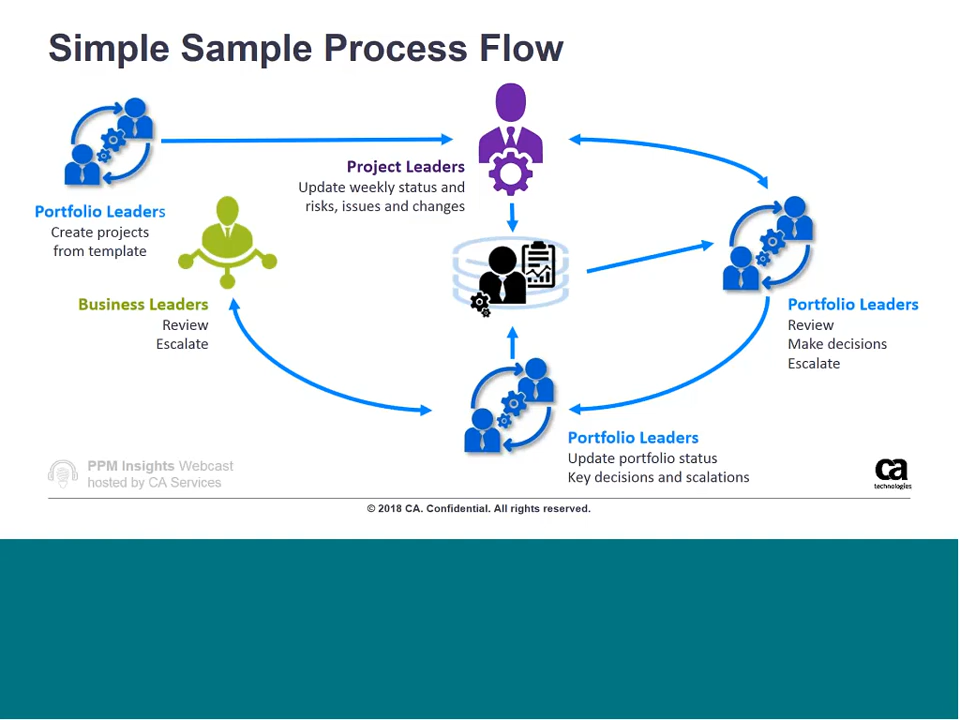 Simple Sample Process Flow
Portfolio Leaders
Create projects
from template
Project Leaders
Update weekly status and
risks, issues and changes
Business Leaders
Review
Escalate
Portfolio Leaders
Review
Make decisions
Escalate
Portfolio Leaders
Update portfolio status
Key decisions and scalations
PPM Insights Webcast
hosted by CA Services
ca
technologies
© 2018 CA. Confidential. All rights reserved.